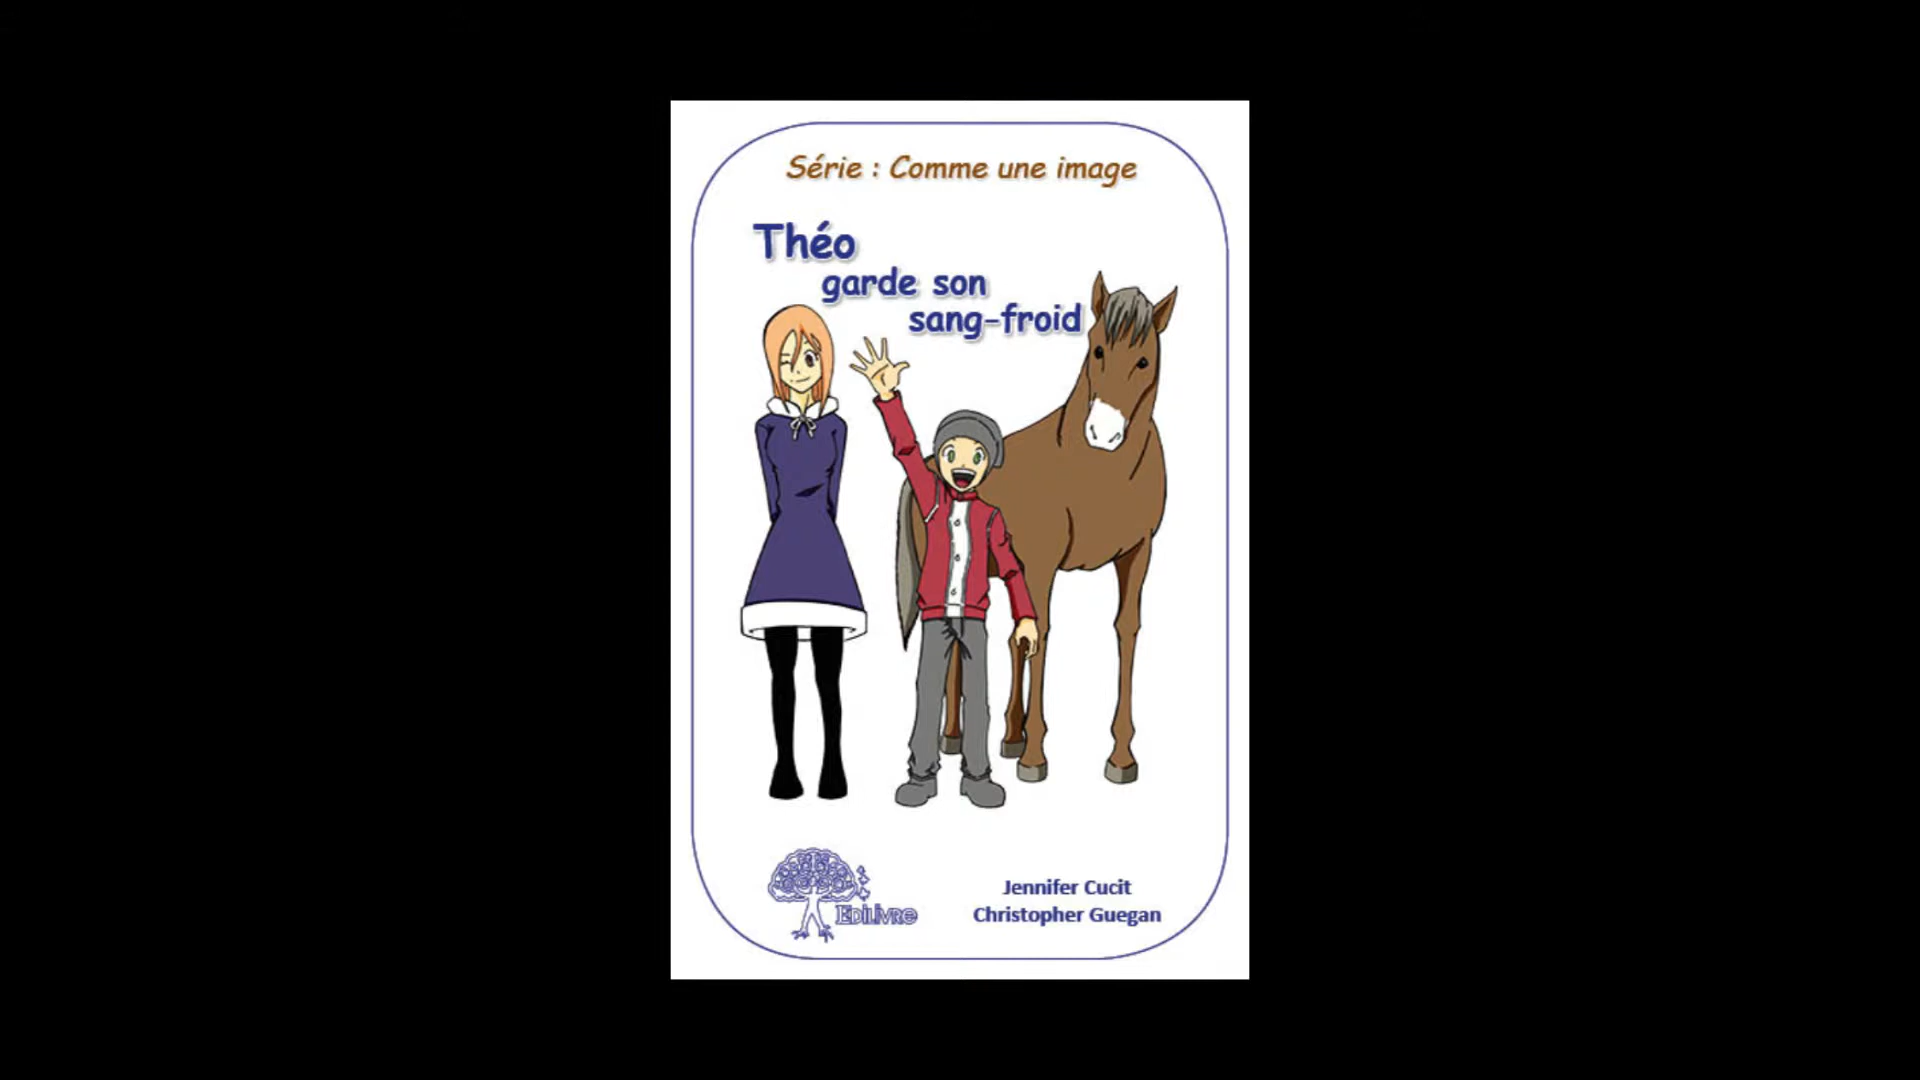 Série : Comme une image
Théo
garde son
sang-froid
EDiLivRe
Jennifer Cucit
Christopher Guegan